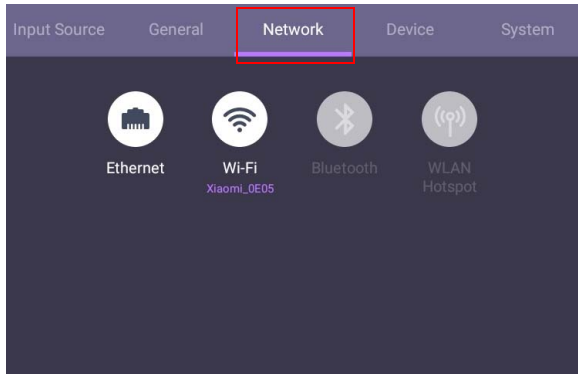 Input Source General Network Device System
Ethernet Wi-Fi Bluetooth WLAN
Xiaomi_0E05 Hotspot